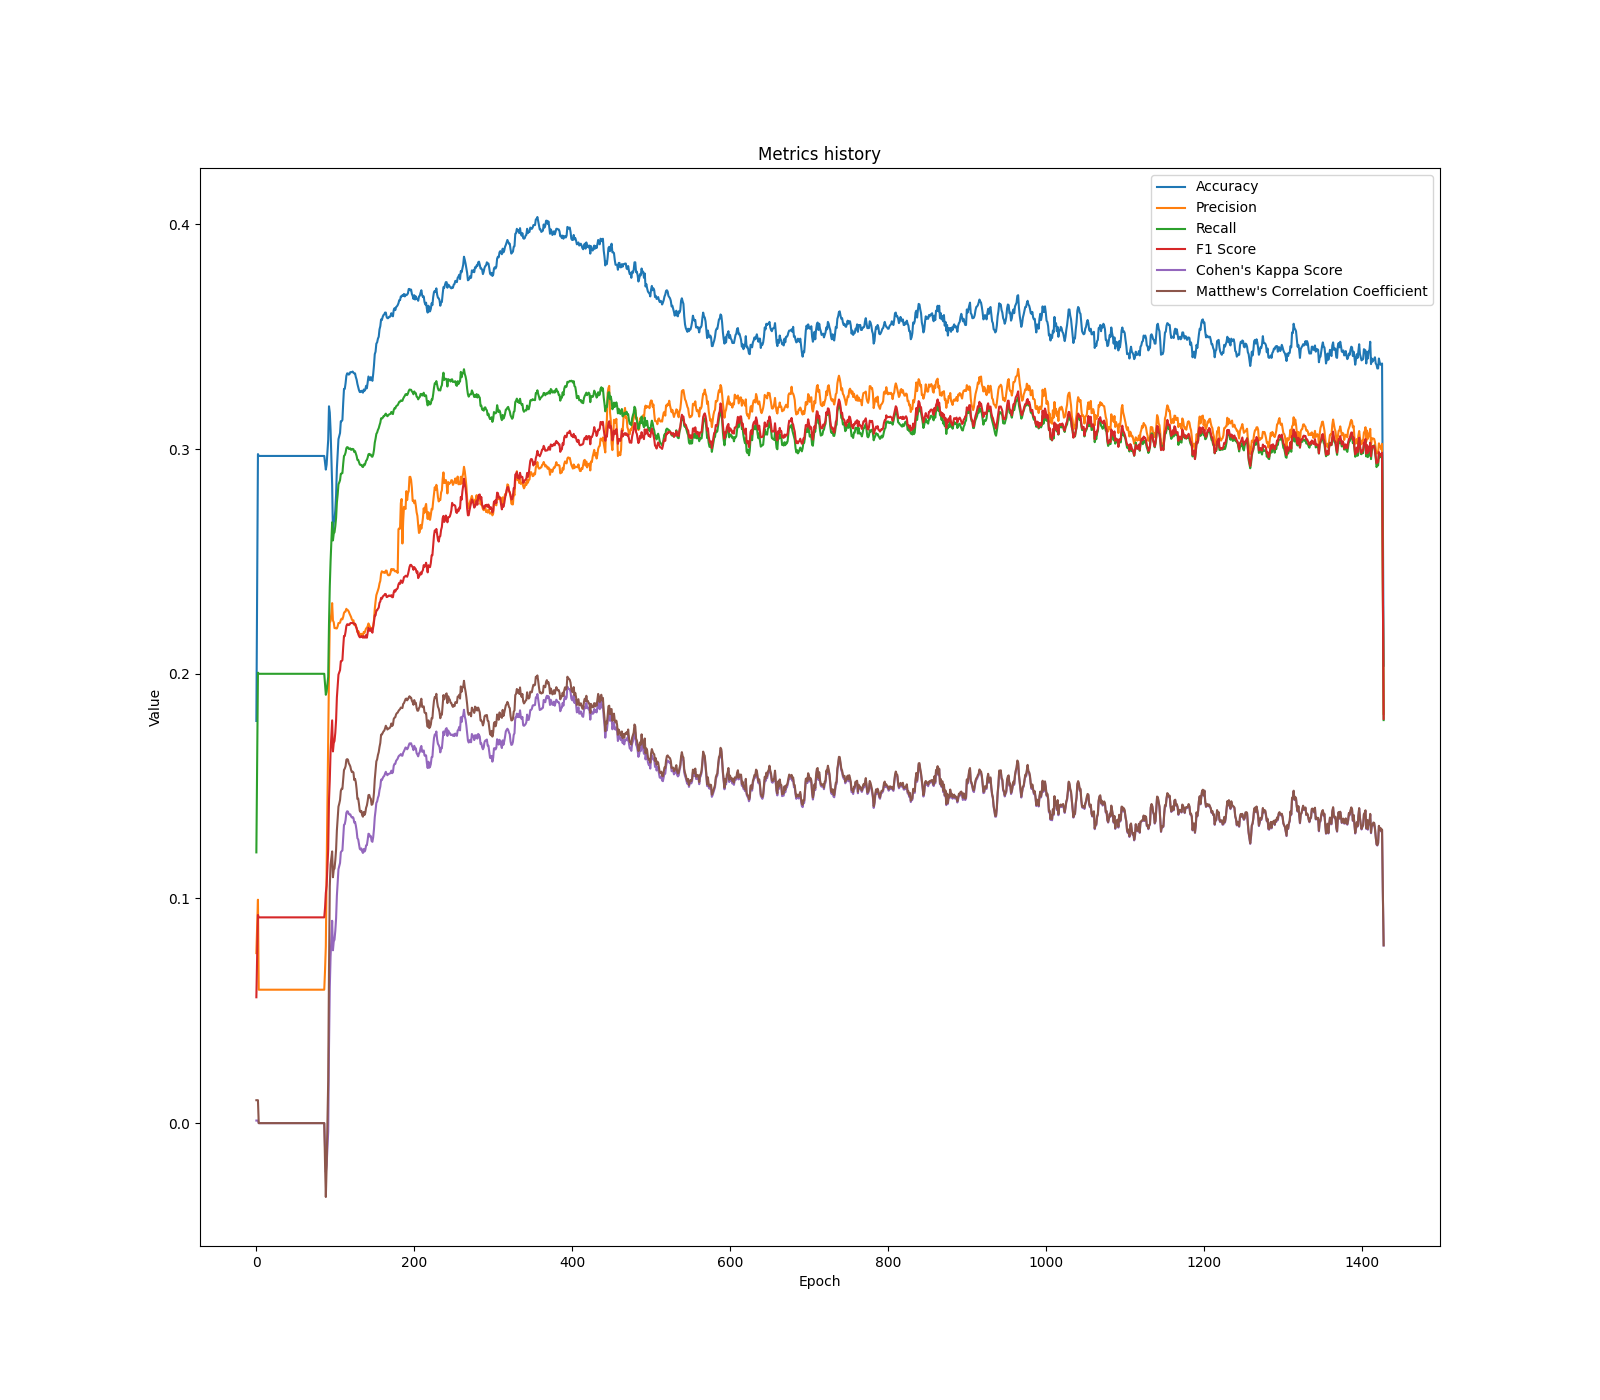 Metrics history
Accuracy
Precision
Recall
F1 Score
Cohen's Kappa Score
Matthew's Correlation Coefficient
0.4
0.3
0.2
0.1
0.0
Value
0 200 400 600 800 1000 1200 1400
Epoch